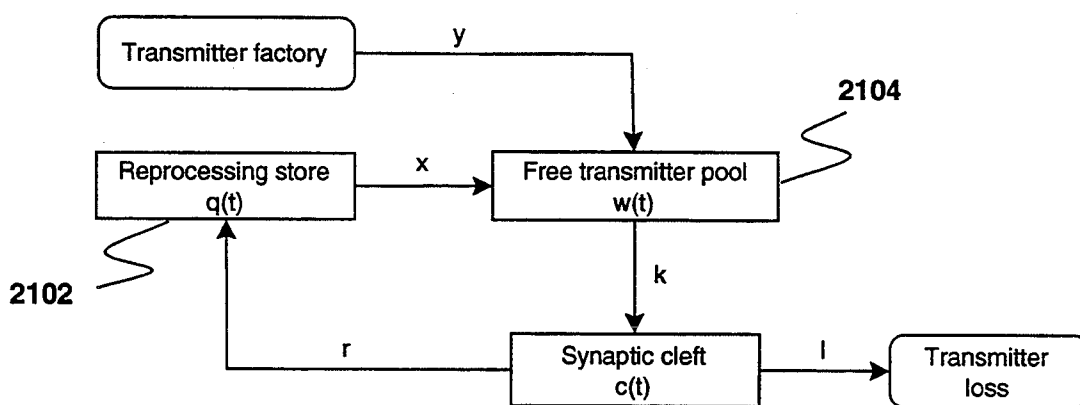 Transmitter factory
y
2104
Reprocessing store
q(t)
x
Free transmitter pool
w(t)
2102
k
r
Synaptic cleft
c(t)
l
Transmitter
loss